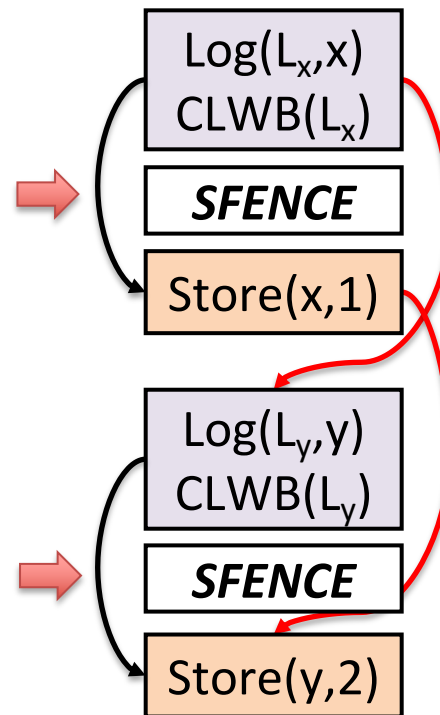 Log(Lx,x)
CLWB(Lx)
SFENCE
Store(x,1)
Log(Ly,y)
CLWB(Ly)
SFENCE
Store(y,2)